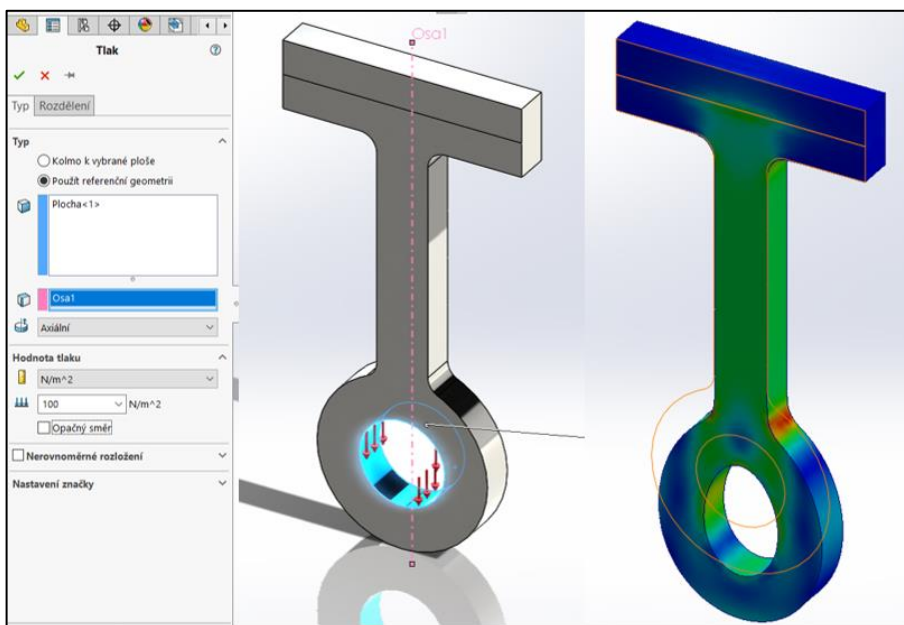 Tlak
Typ
Rozdělení
Typ
Kolmo k vybrané ploše
Použít referenční geometrii
Plocha<1>
Osa1
Axiální
Hodnota tlaku
N/m^2
100
N/m^2
Opačný směr
Nerovnoměrné rozložení
Nastavení značky
Osa1